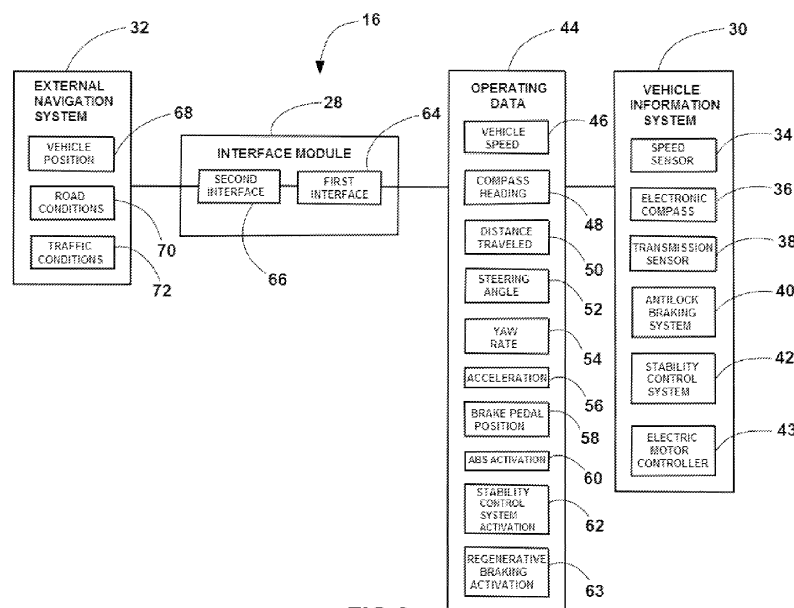 32
16
44
30
EXTERNAL
NAVIGATION
SYSTEM
68
VEHICLE
POSITION
ROAD
CONDITIONS
70
TRAFFIC
CONDITIONS
72
28
64
INTERFACE MODULE
SECOND
INTERFACE
FIRST
INTERFACE
66
OPERATING
DATA
VEHICLE
SPEED
46
COMPASS
HEADING
48
DISTANCE
TRAVELED
50
STEERING
ANGLE
52
YAW
RATE
54
ACCELERATION
56
BRAKE PEDAL
POSITION
58
ABS ACTIVATION
60
STABILITY
CONTROL
SYSTEM
ACTIVATION
62
REGENERATIVE
BRAKING
ACTIVATION
63
VEHICLE
INFORMATION
SYSTEM
34
SPEED
SENSOR
36
ELECTRONIC
COMPASS
38
TRANSMISSION
SENSOR
40
ANTILOCK
BRAKING
SYSTEM
42
STABILITY
CONTROL
SYSTEM
43
ELECTRIC
MOTOR
CONTROLLER